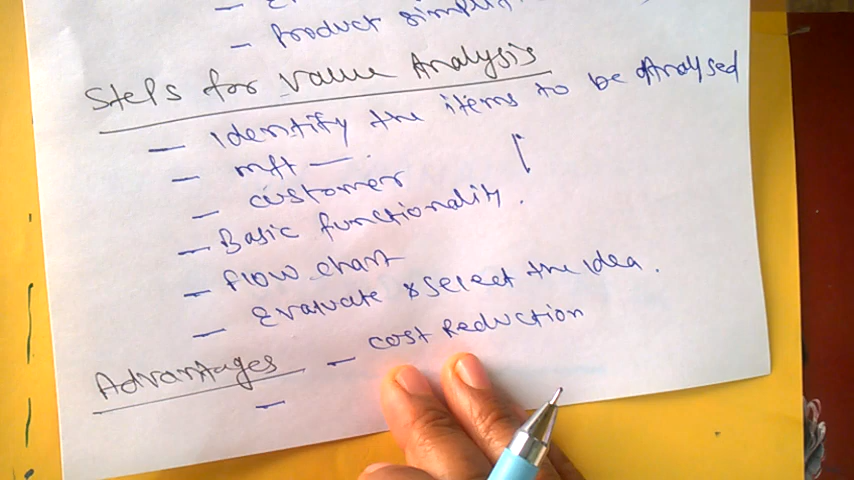 — Product
Steps for Value Analysis
— Identify the items to be Analysed
— mft —
— customer
— Basic functionality.
— flow chart
— Evaluate & select the idea.
Advantages — cost Reduction
—